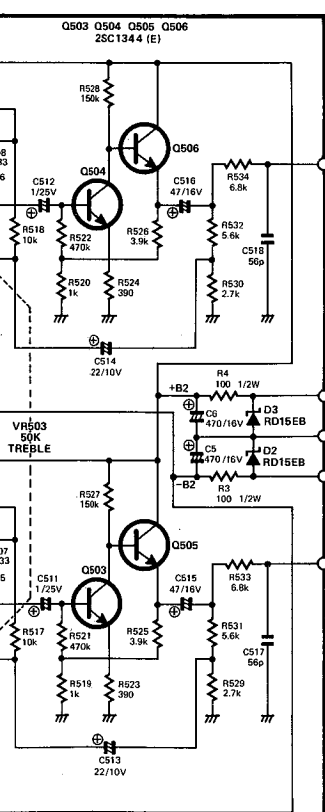 Q503 Q504 Q505 Q506
2SC1344 (E)
R528
150k
Q506
C512
1/25V
Q504
C516
47/16V
R534
6.8k
R518
10k
R522
470k
R526
3.9k
R532
5.6k
C518
56p
R520
1k
R524
390
R530
2.7k
C514
22/10V
+B2
R4
100 1/2W
VR503
50K
TREBLE
C6
470/16V
D3
RD15EB
C5
470/16V
D2
RD15EB
-B2
R3
100 1/2W
R527
150k
Q505
C511
1/25V
Q503
C515
47/16V
R533
6.8k
R517
10k
R521
470k
R525
3.9k
R531
5.6k
C517
56p
R519
1k
R523
390
R529
2.7k
C513
22/10V